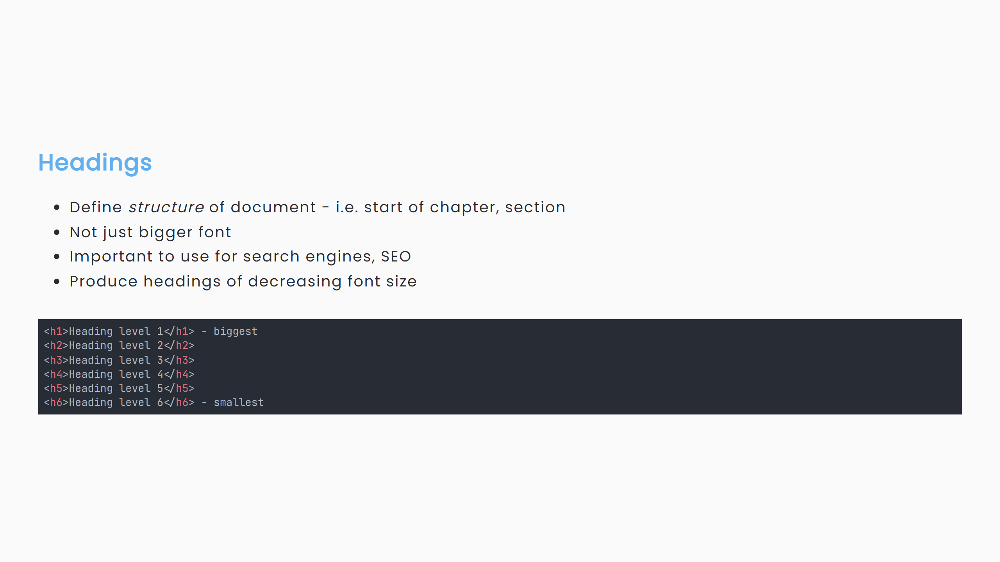 Headings
Define structure of document - i.e. start of chapter, section
Not just bigger font
Important to use for search engines, SEO
Produce headings of decreasing font size
<h1>Heading level 1</h1> - biggest
<h2>Heading level 2</h2>
<h3>Heading level 3</h3>
<h4>Heading level 4</h4>
<h5>Heading level 5</h5>
<h6>Heading level 6</h6> - smallest